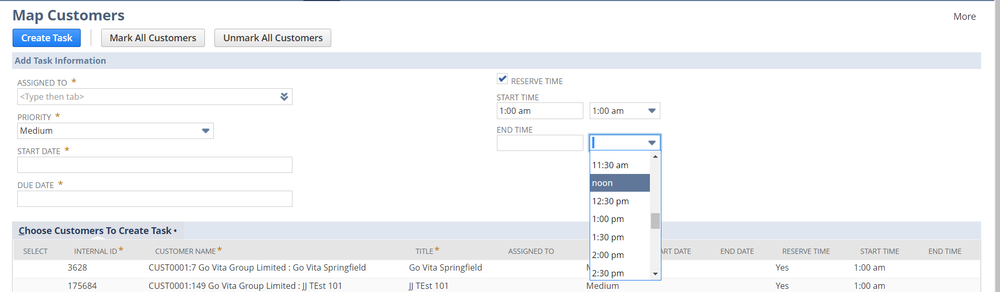 Map Customers
More
Create Task
Mark All Customers
Unmark All Customers
Add Task Information
ASSIGNED TO *
<Type then tab>
PRIORITY *
Medium
START DATE *
DUE DATE *
RESERVE TIME
START TIME
1:00 am 1:00 am
END TIME
11:30 am
noon
12:30 pm
1:00 pm
1:30 pm
2:00 pm
2:30 pm
Choose Customers To Create Task •
SELECT INTERNAL ID * CUSTOMER NAME * TITLE * ASSIGNED TO ART DATE END DATE RESERVE TIME START TIME END TIME
3628 CUST0001:7 Go Vita Group Limited : Go Vita Springfield Go Vita Springfield Yes 1:00 am
175684 CUST0001:149 Go Vita Group Limited : JJ TEst 101 JJ TEst 101 Medium Yes 1:00 am